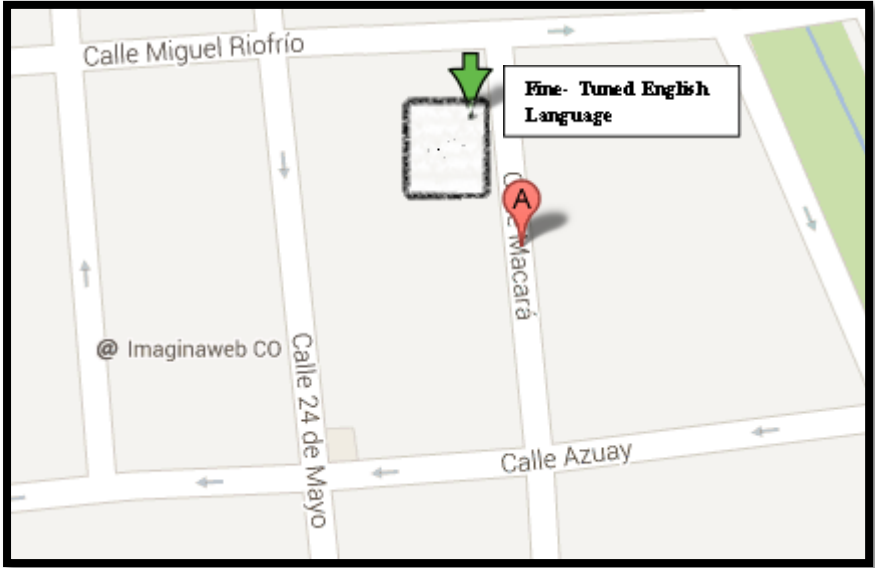 Calle Miguel Riofrío
Fine- Tuned English
Language
A
Macará
@ Imaginaweb CO
Calle 24 de Mayo
Calle Azuay